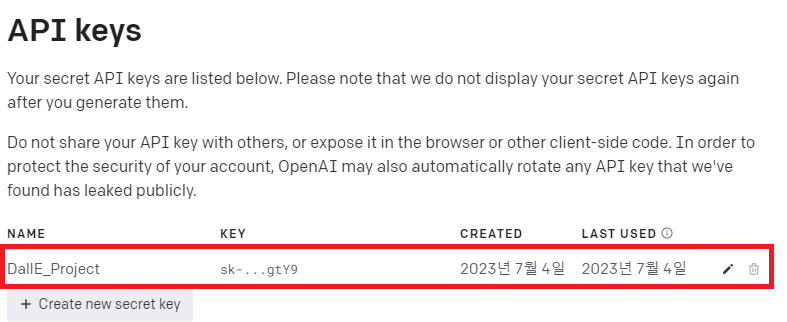 API keys
Your secret API keys are listed below. Please note that we do not display your secret API keys again
after you generate them.
Do not share your API key with others, or expose it in the browser or other client-side code. In order to
protect the security of your account, OpenAI may also automatically rotate any API key that we've
found has leaked publicly.
NAME KEY CREATED LAST USED
DallE_Project sk-...gtY9 2023년 7월 4일 2023년 7월 4일
+ Create new secret key